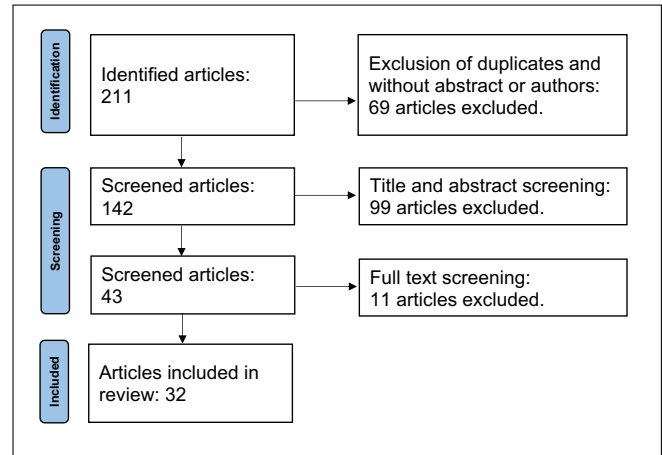 Identification
Identified articles:
211
Exclusion of duplicates and
without abstract or authors:
69 articles excluded.
Screening
Screened articles:
142
Title and abstract screening:
99 articles excluded.
Screened articles:
43
Full text screening:
11 articles excluded.
Included
Articles included in
review: 32